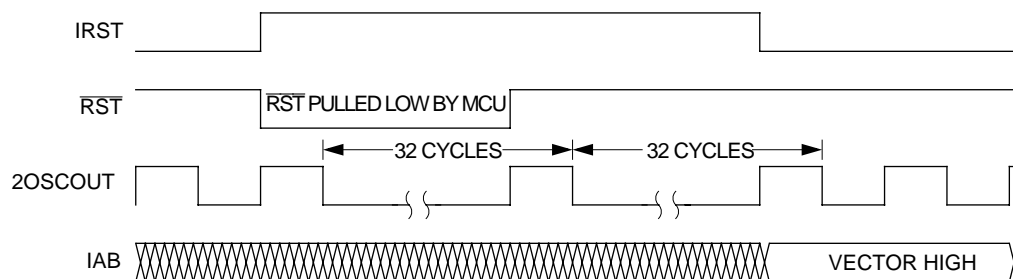 IRST
RST
RST PULLED LOW BY MCU
32 CYCLES
32 CYCLES
2OSCOUT
IAB
VECTOR HIGH